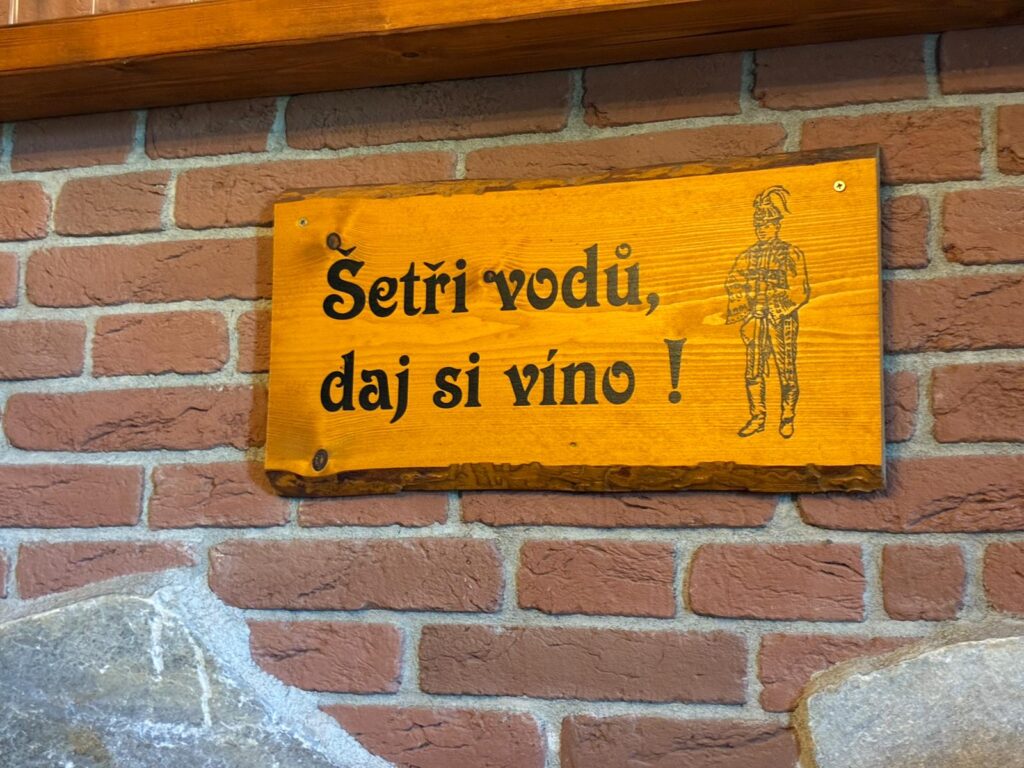 Šetři vodů,
daj si víno !